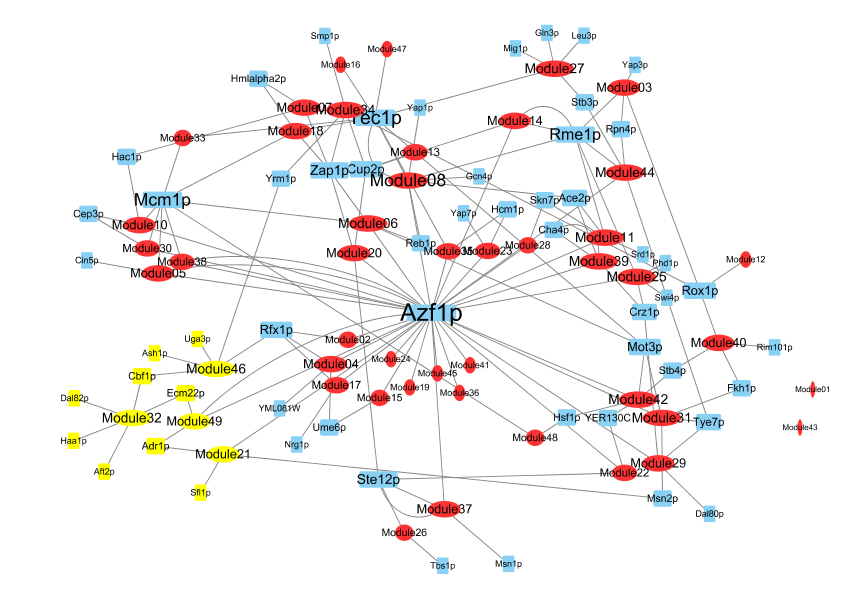 Gln3p
Leu3p
Smp1p
Mig1p
Module47
Module16
Yap3p
Module27
Hmlalpha2p
Module03
Stb3p
Module07
Module34
Yap1p
Tec1p
Module14
Module18
Rpn4p
Rme1p
Module33
Module13
Hac1p
Zap1p
Cup2p
Module44
Gcn4p
Yrm1p
Module08
Mcm1p
Skn7p
Ace2p
Cep3p
Yap7p
Hcm1p
Module10
Module06
Cha4p
Module11
Module30
Reb1p
Module35
Module23
Module28
Module20
Srd1p
Cin5p
Module38
Module39
Phd1p
Module12
Module05
Module25
Rox1p
Swi4p
Azf1p
Crz1p
Rfx1p
Uga3p
Module02
Mot3p
Module40
Rim101p
Ash1p
Module24
Module04
Module41
Module46
Cbf1p
Module45
Stb4p
Module17
Module19
Fkh1p
Module01
Ecm22p
Module36
Dal82p
Module15
Module42
YML081W
Module32
Module49
Hsf1p
YER130C
Module31
Tye7p
Ume6p
Module43
Haa1p
Adr1p
Nrg1p
Module48
Module21
Aft2p
Module29
Module22
Ste12p
Sfl1p
Msn2p
Module37
Dal80p
Module26
Tbs1p
Msn1p